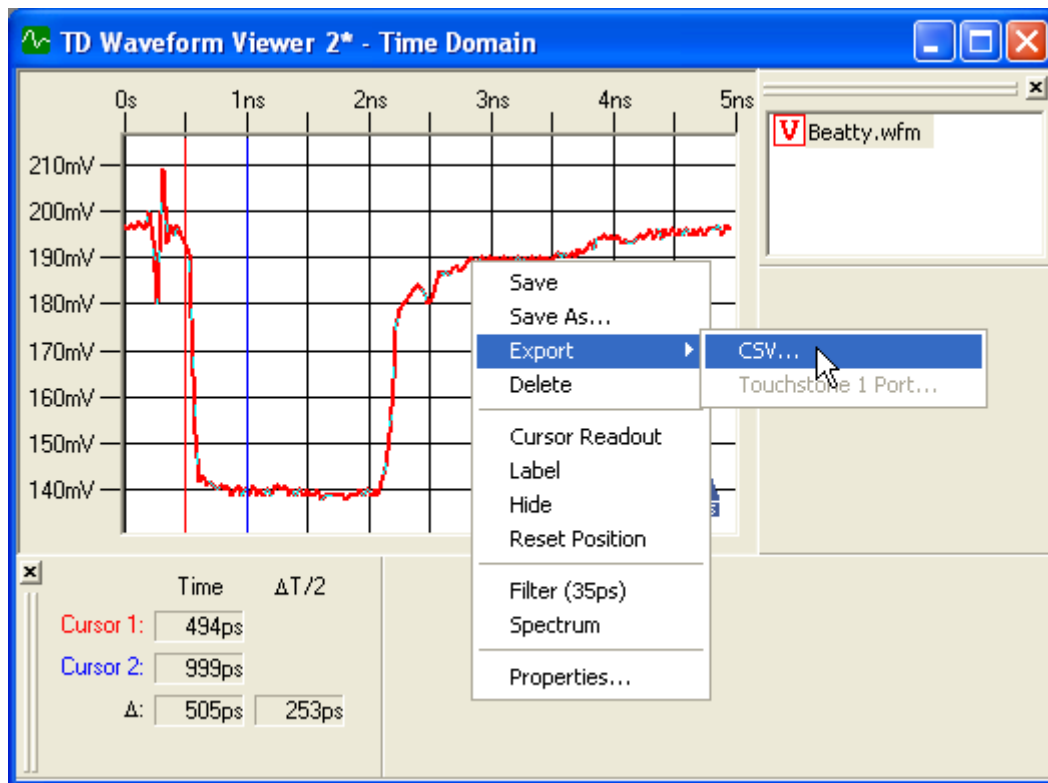 TD Waveform Viewer 2* - Time Domain
0s 1ns 2ns 3ns 4ns 5ns
V Beatty.wfm
210mV
200mV
190mV
180mV
170mV
160mV
150mV
140mV
Save
Save As...
Export
Delete
Cursor Readout
Label
Hide
Reset Position
Filter (35ps)
Spectrum
Properties...
CSV...
Touchstone 1 Port...
Time ΔT/2
Cursor 1: 494ps
Cursor 2: 999ps
Δ: 505ps 253ps